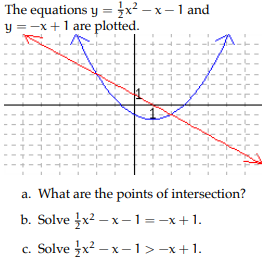 The equations y = ½x² − x − 1 and
y = −x + 1 are plotted.
1
1
a. What are the points of intersection?
b. Solve ½x² − x − 1 = −x + 1.
c. Solve ½x² − x − 1 > −x + 1.